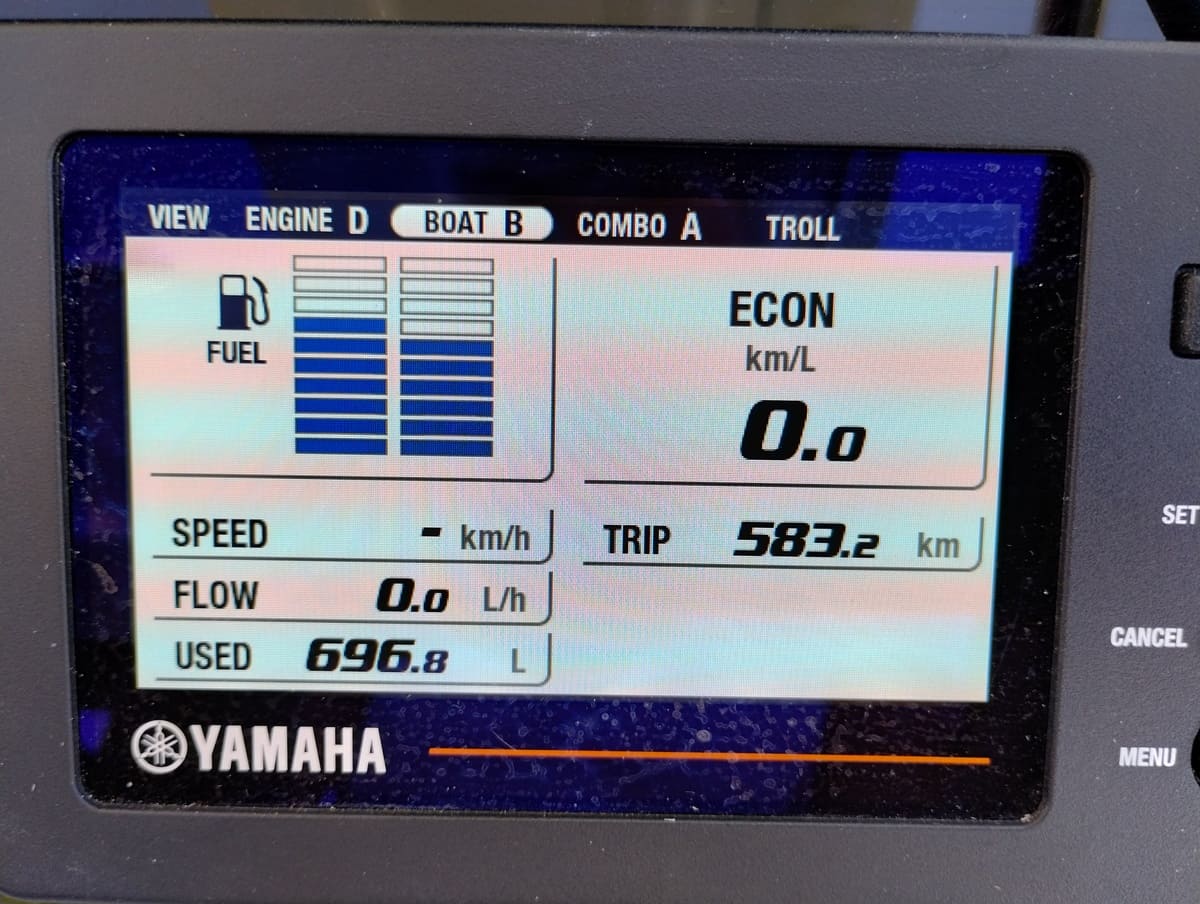 VIEW ENGINE D BOAT B COMBO A TROLL
FUEL
ECON
km/L
0.0
SPEED - km/h
TRIP 583.2 km
FLOW 0.0 L/h
USED 696.8 L
YAMAHA
SET
CANCEL
MENU